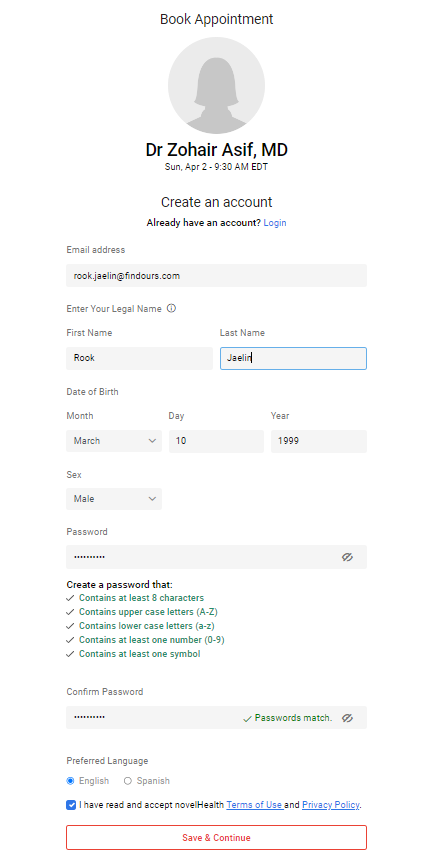 Book Appointment
Dr Zohair Asif, MD
Sun, Apr 2 - 9:30 AM EDT
Create an account
Already have an account? Login
Email address
rook.jaelin@findours.com
Enter Your Legal Name
First Name Last Name
Rook Jaelin
Date of Birth
Month Day Year
March 10 1999
Sex
Male
Password
••••••••••
Create a password that:
Contains at least 8 characters
Contains upper case letters (A-Z)
Contains lower case letters (a-z)
Contains at least one number (0-9)
Contains at least one symbol
Confirm Password
•••••••••• Passwords match.
Preferred Language
English Spanish
I have read and accept novelHealth Terms of Use and Privacy Policy.
Save & Continue